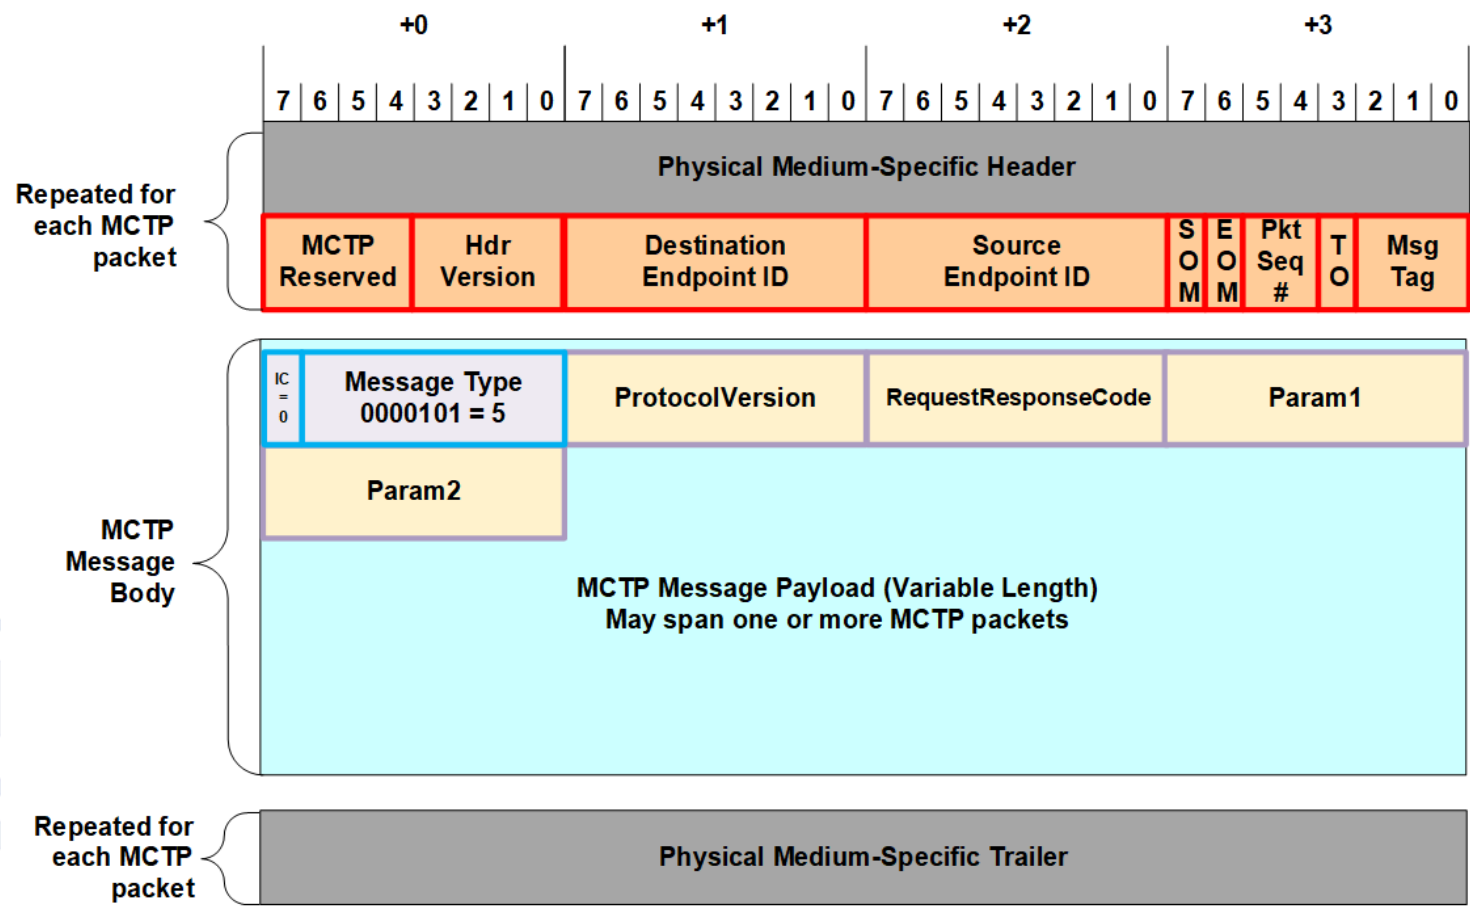 +0 +1 +2 +3
7 6 5 4 3 2 1 0 7 6 5 4 3 2 1 0 7 6 5 4 3 2 1 0 7 6 5 4 3 2 1 0
Physical Medium-Specific Header
Repeated for
each MCTP
packet
MCTP
Reserved
Hdr
Version
Destination
Endpoint ID
Source
Endpoint ID
S
O
M
E
O
M
Pkt
Seq
#
T
O
Msg
Tag
IC
=
0
Message Type
0000101 = 5
ProtocolVersion
RequestResponseCode
Param1
Param2
MCTP
Message
Body
MCTP Message Payload (Variable Length)
May span one or more MCTP packets
Repeated for
each MCTP
packet
Physical Medium-Specific Trailer